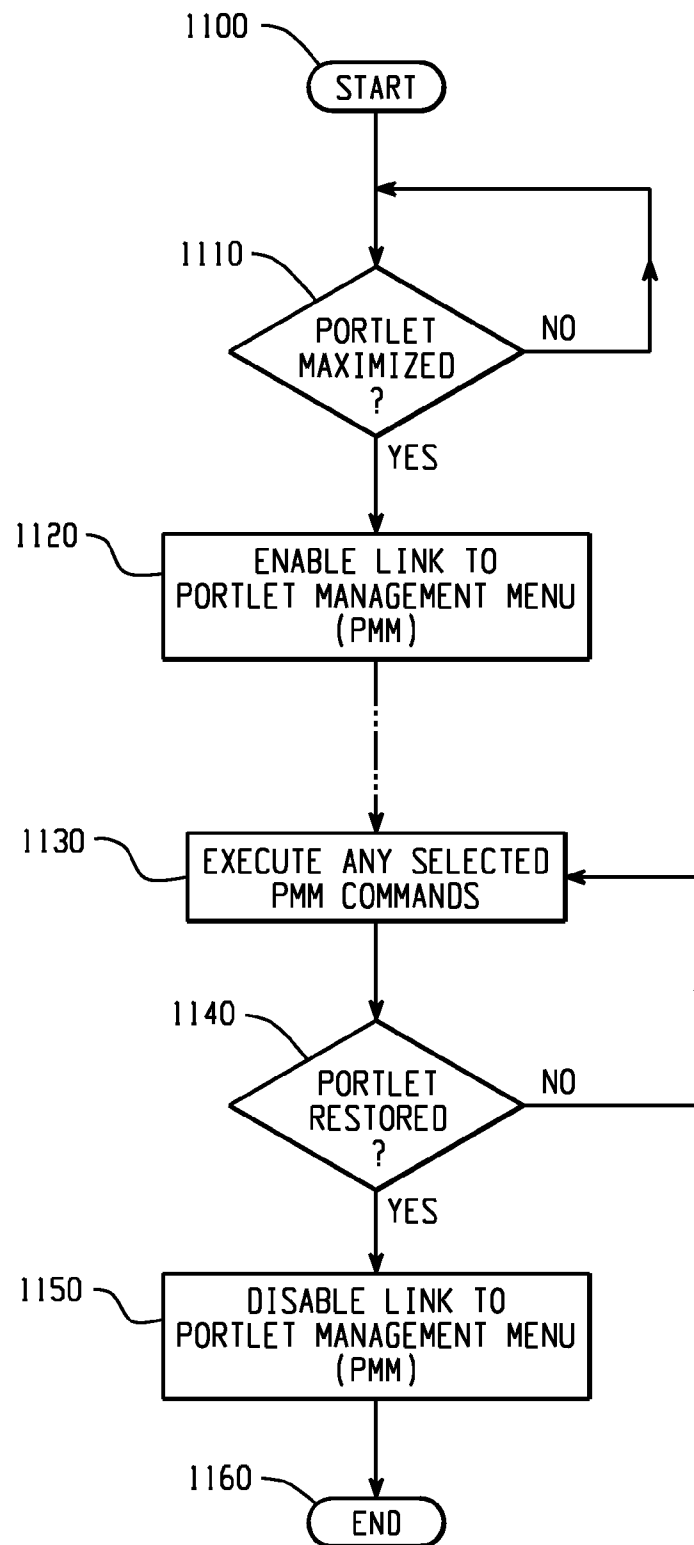 1100
START
1110
PORTLET
MAXIMIZED
?
NO
YES
1120
ENABLE LINK TO
PORTLET MANAGEMENT MENU
(PMM)
1130
EXECUTE ANY SELECTED
PMM COMMANDS
1140
PORTLET
RESTORED
?
NO
YES
1150
DISABLE LINK TO
PORTLET MANAGEMENT MENU
(PMM)
1160
END